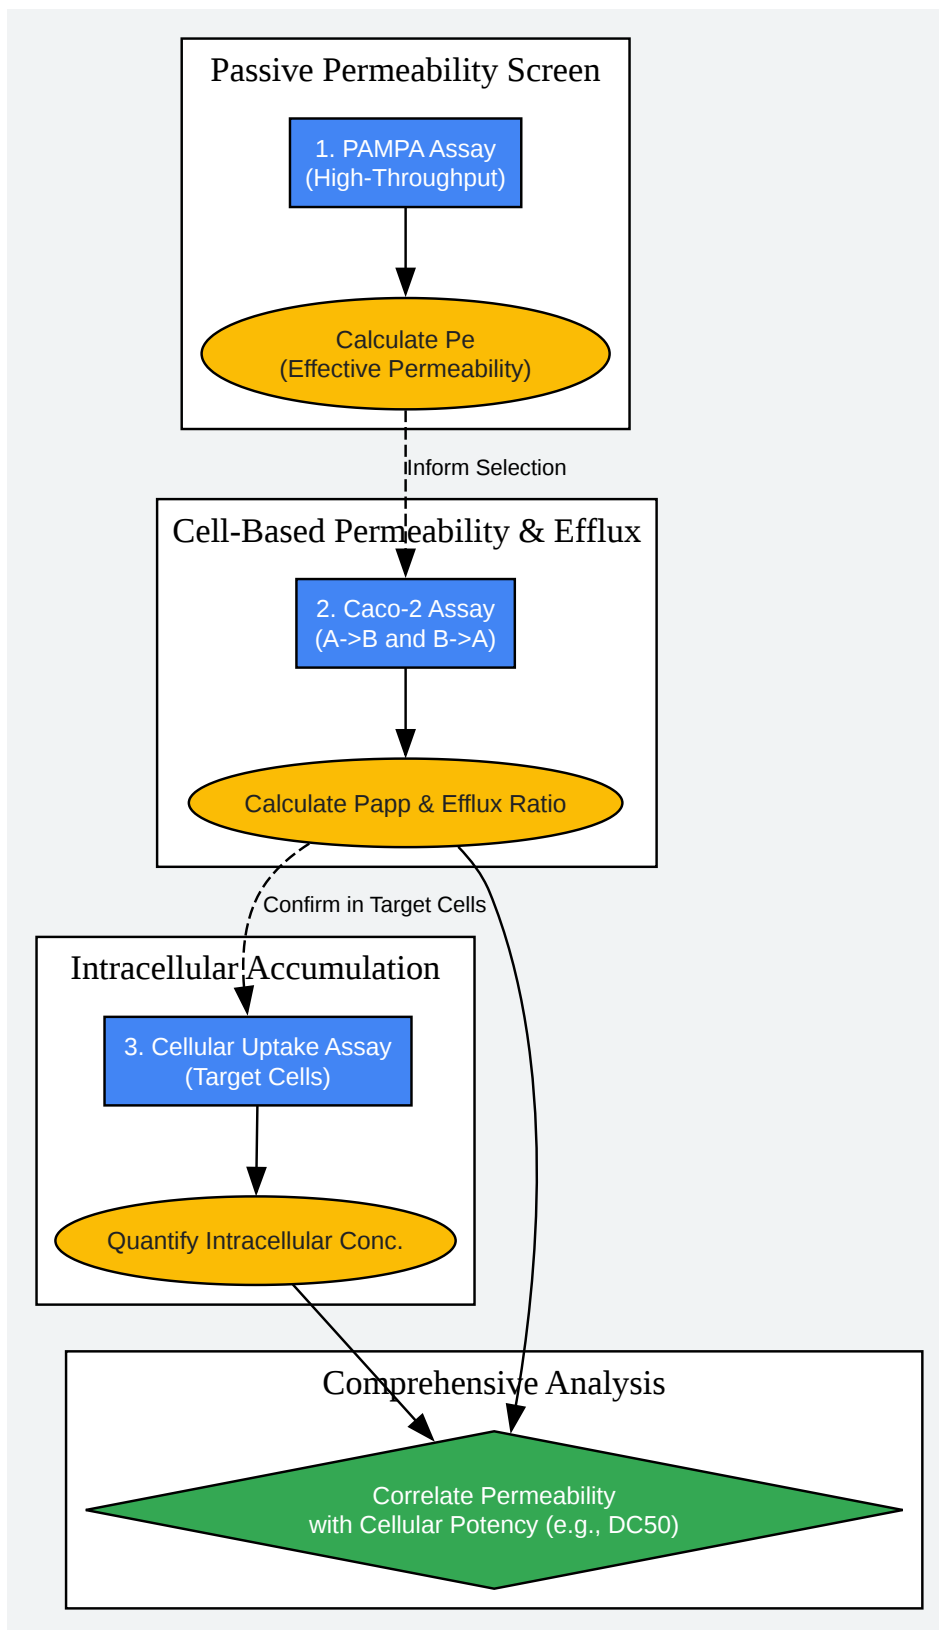 Passive Permeability Screen
1. PAMPA Assay
(High-Throughput)
Calculate Pe
(Effective Permeability)
Inform Selection
Cell-Based Permeability & Efflux
2. Caco-2 Assay
(A->B and B->A)
Calculate Papp & Efflux Ratio
Confirm in Target Cells
Intracellular Accumulation
3. Cellular Uptake Assay
(Target Cells)
Quantify Intracellular Conc.
Comprehensive Analysis
Correlate Permeability
with Cellular Potency (e.g., DC50)